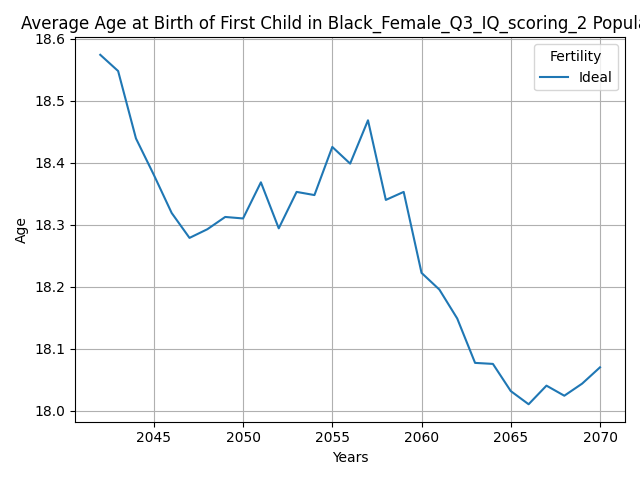 Average Age at Birth of First Child in Black_Female_Q3_IQ_scoring_2 Popula
18.6
18.5
18.4
18.3
18.2
18.1
18.0
Age
Fertility
Ideal
2045 2050 2055 2060 2065 2070
Years